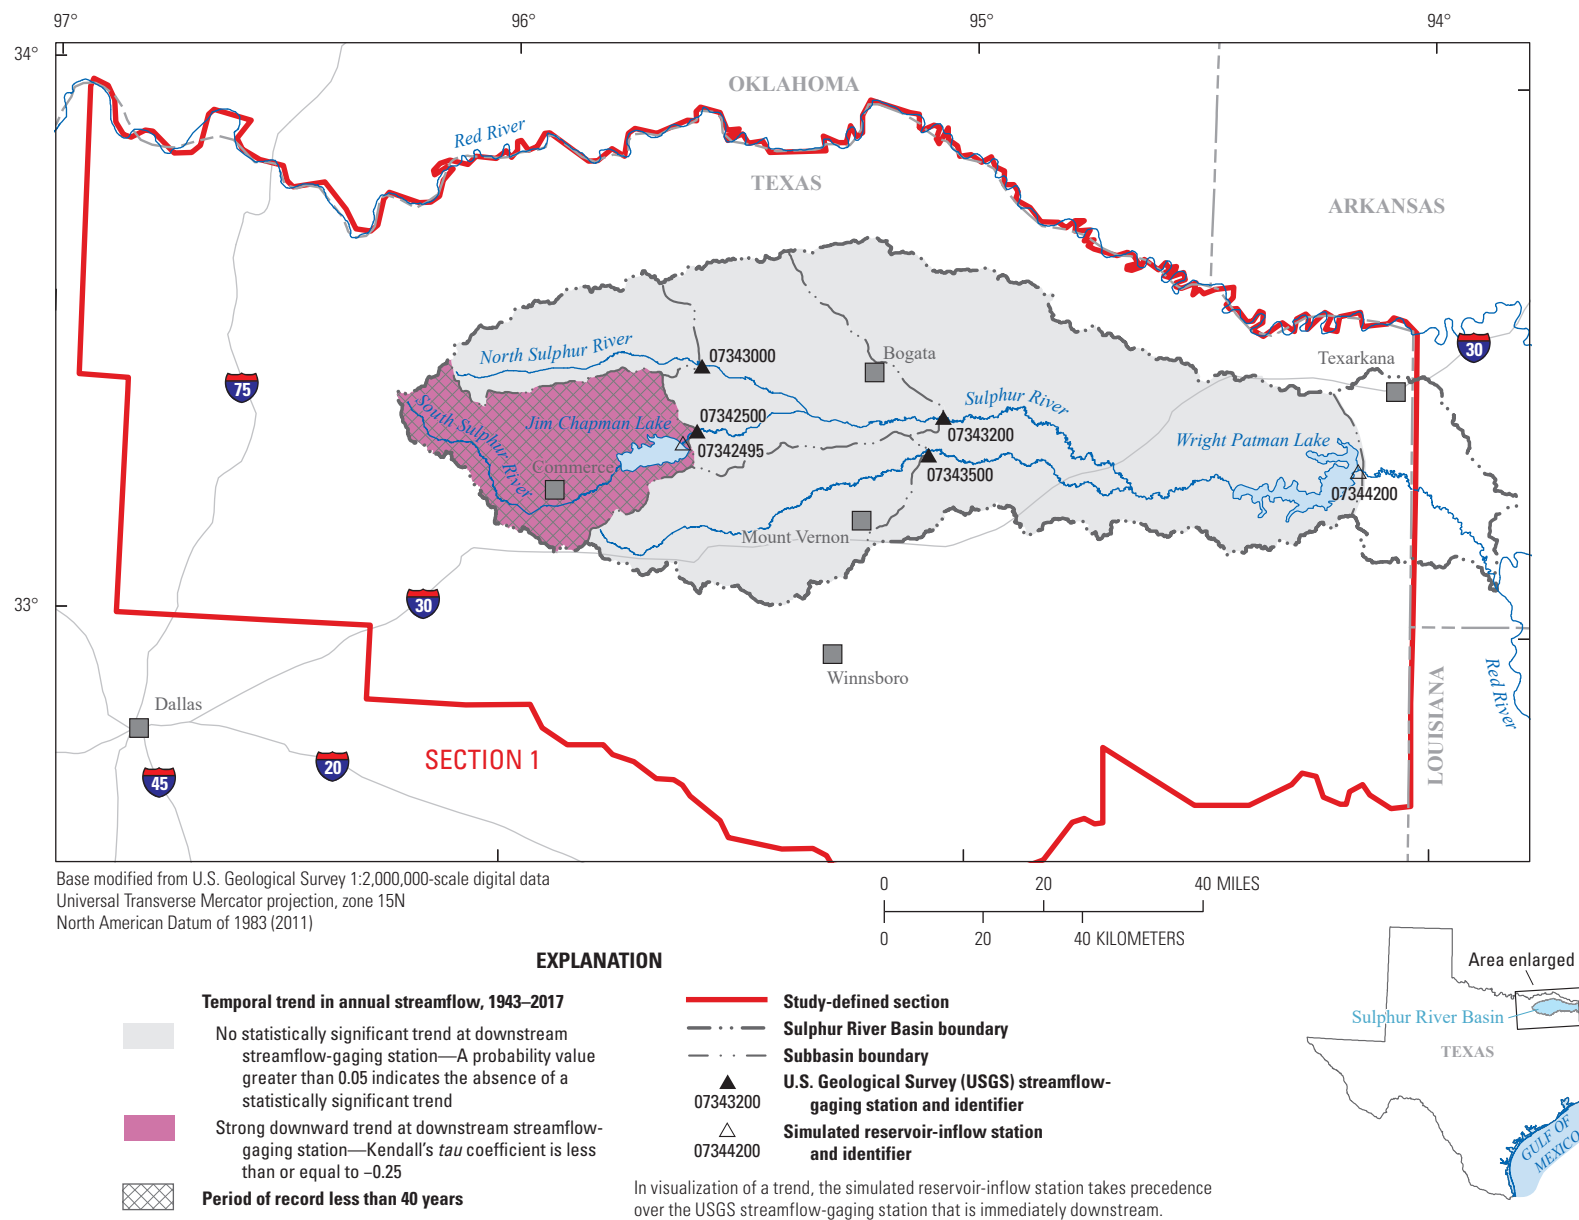 97°
96°
95°
94°
34°
OKLAHOMA
Red River
TEXAS
ARKANSAS
North Sulphur River
07343000
Bogata
Texarkana
30
75
South Sulphur River
Jim Chapman Lake
07342500
Sulphur River
07343200
07342495
Wright Patman Lake
Commerce
07343500
07344200
Mount Vernon
33°
30
Winnsboro
Red River
LOUISIANA
Dallas
SECTION 1
20
45
Base modified from U.S. Geological Survey 1:2,000,000-scale digital data
Universal Transverse Mercator projection, zone 15N
North American Datum of 1983 (2011)
0 20 40 MILES
0 20 40 KILOMETERS
EXPLANATION
Temporal trend in annual streamflow, 1943–2017
No statistically significant trend at downstream
streamflow-gaging station—A probability value
greater than 0.05 indicates the absence of a
statistically significant trend
Strong downward trend at downstream streamflow-
gaging station—Kendall's tau coefficient is less
than or equal to −0.25
Period of record less than 40 years
Study-defined section
Sulphur River Basin boundary
Subbasin boundary
U.S. Geological Survey (USGS) streamflow-
07343200 gaging station and identifier
Simulated reservoir-inflow station
07344200 and identifier
In visualization of a trend, the simulated reservoir-inflow station takes precedence
over the USGS streamflow-gaging station that is immediately downstream.
Area enlarged
Sulphur River Basin
TEXAS
GULF OF
MEXICO